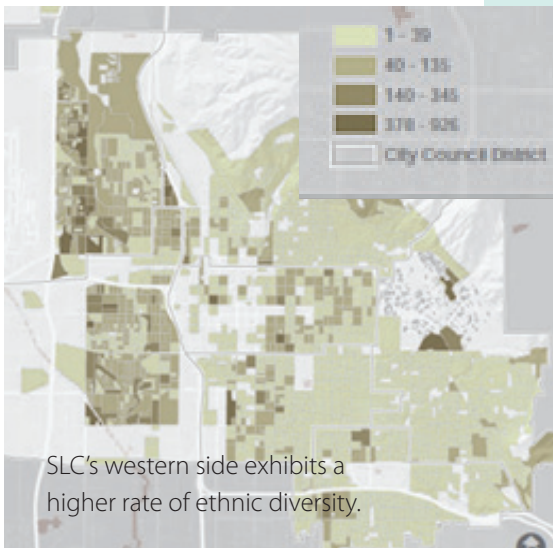 1 - 39
40 - 135
140 - 345
378 - 926
City Council District
SLC's western side exhibits a
higher rate of ethnic diversity.